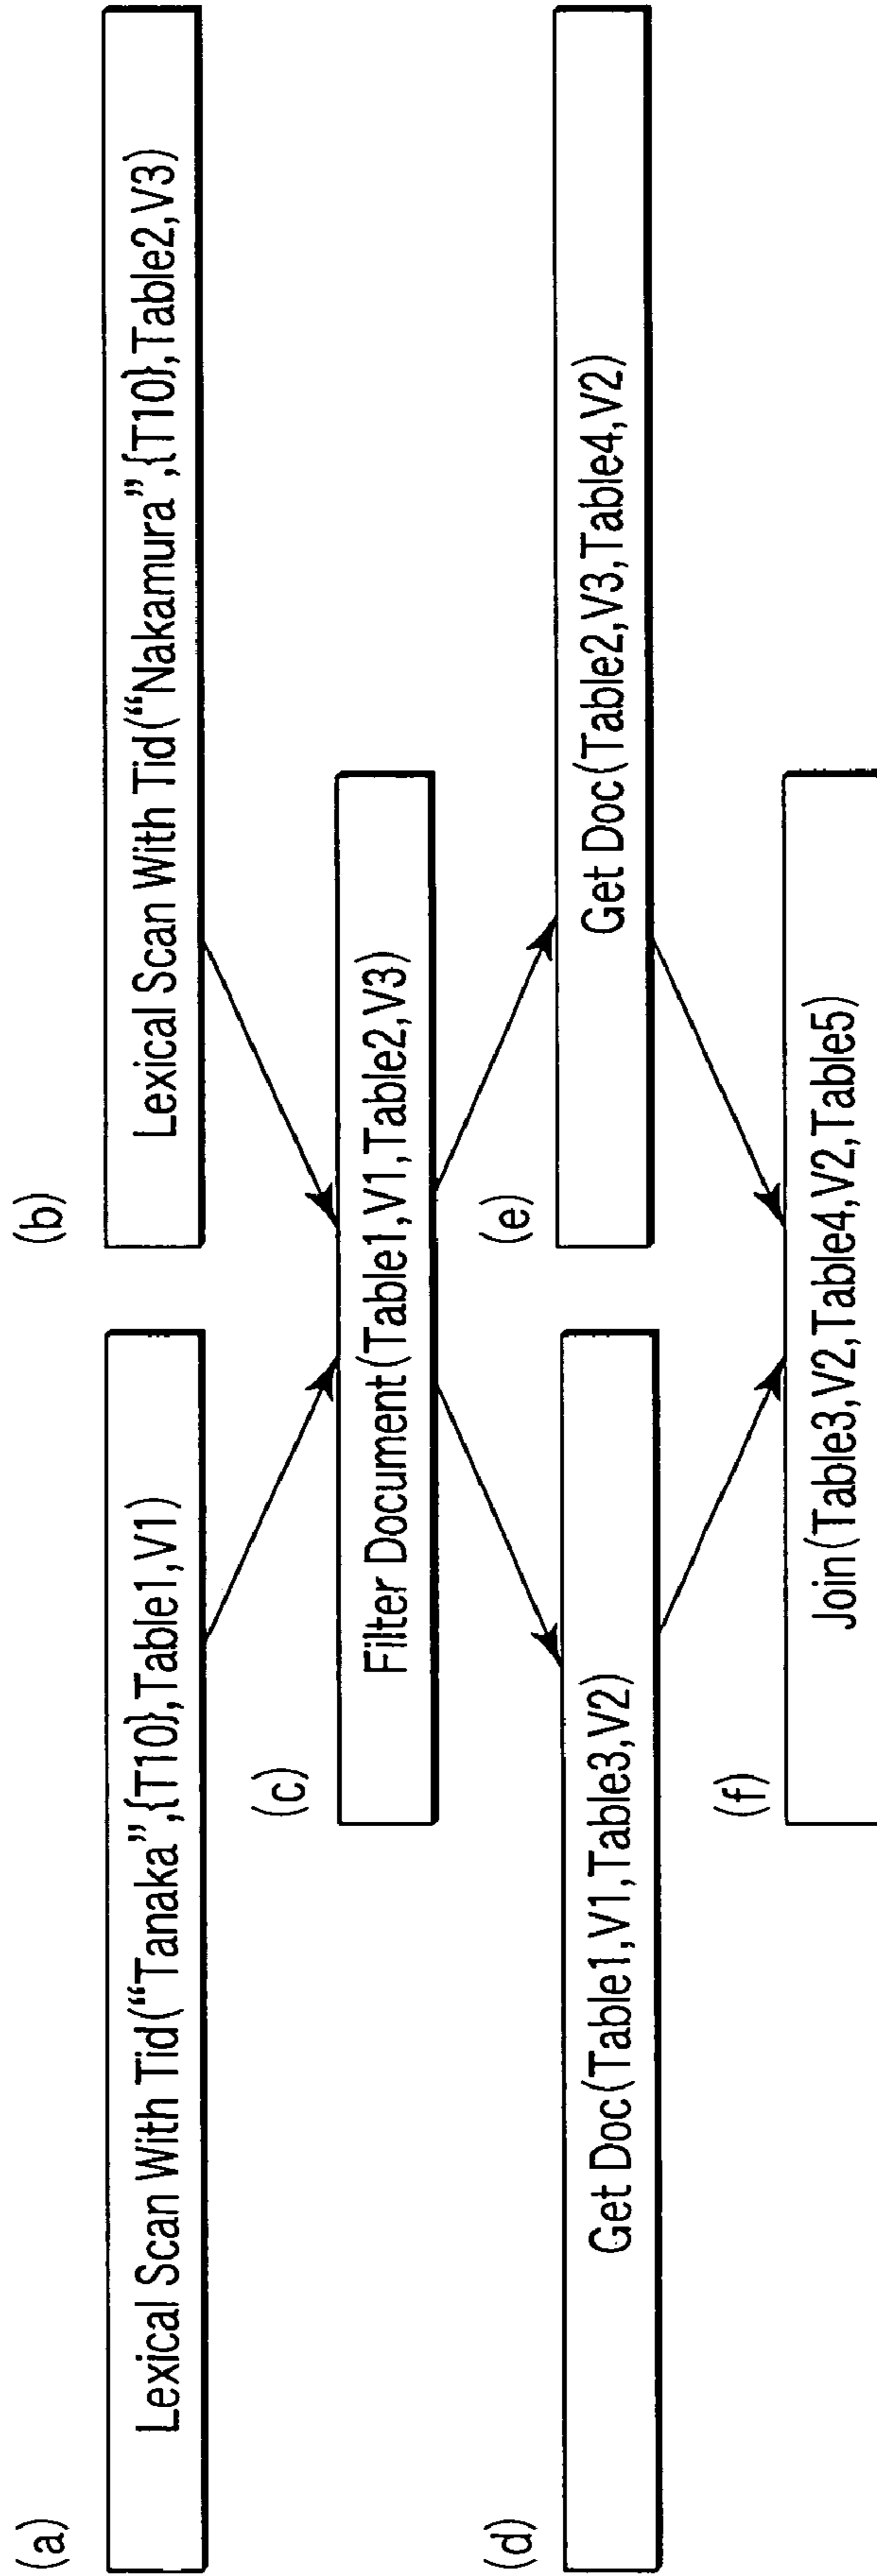 (a)
Lexical Scan With Tid(“Tanaka”,{T10},Table1,V1)
(b)
Lexical Scan With Tid(“Nakamura”,{T10},Table2,V3)
(c)
Filter Document(Table1,V1,Table2,V3)
(d)
Get Doc(Table1,V1,Table3,V2)
(e)
Get Doc(Table2,V3,Table4,V2)
(f)
Join(Table3,V2,Table4,V2,Table5)